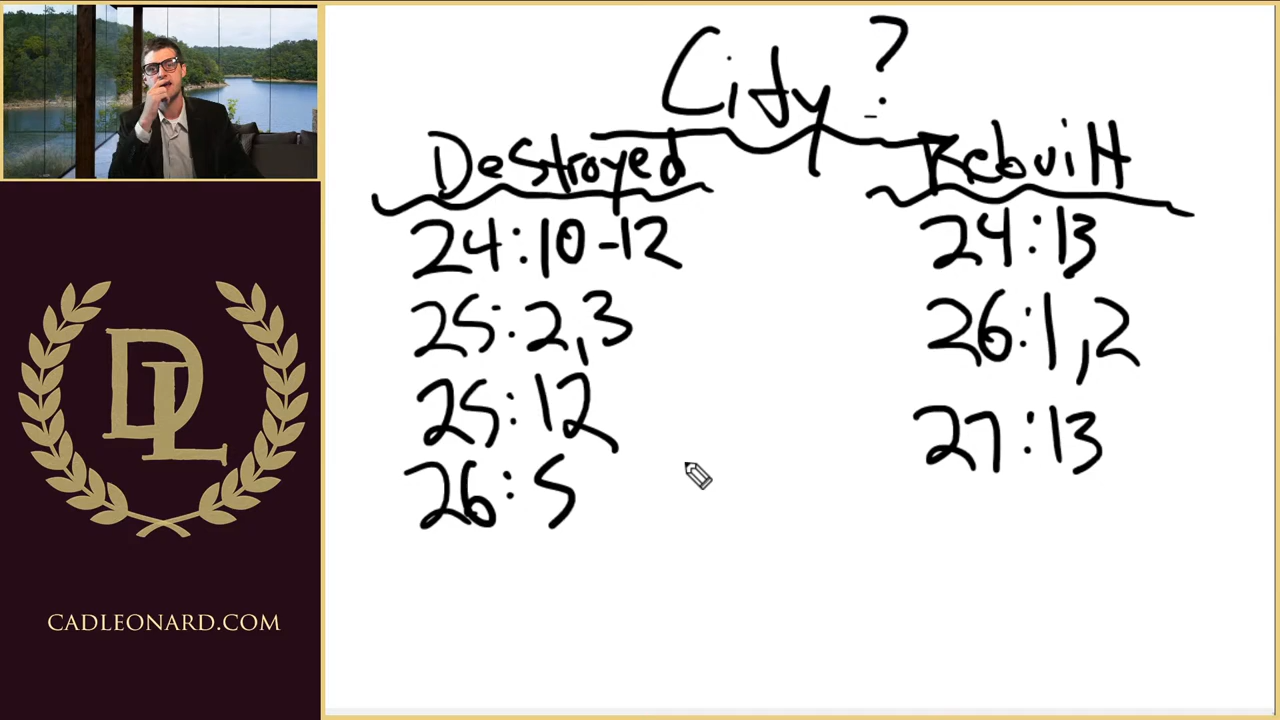 City?
Destroyed
24:10-12
25:2,3
25:12
26:5
Rebuilt
24:13
26:1,2
27:13
DL
CADLEONARD.COM